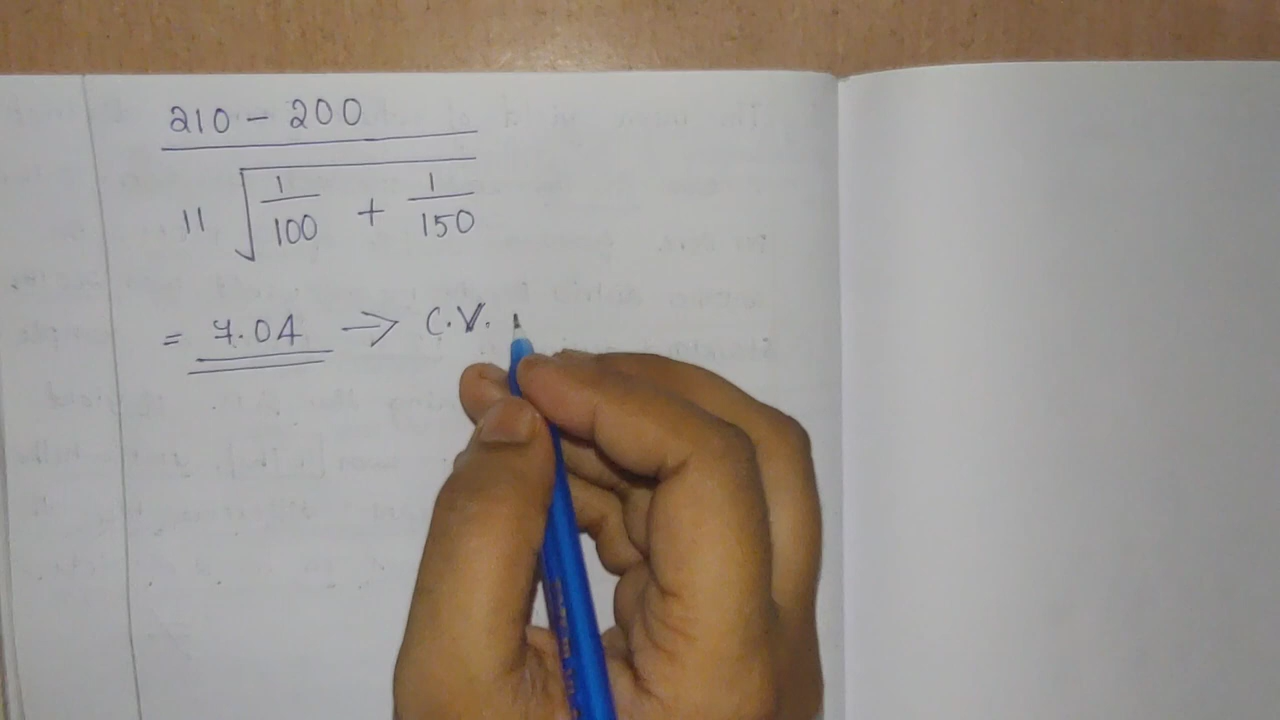 210 - 200
11 √ 1/100 + 1/150
= 7.04 → C.V.